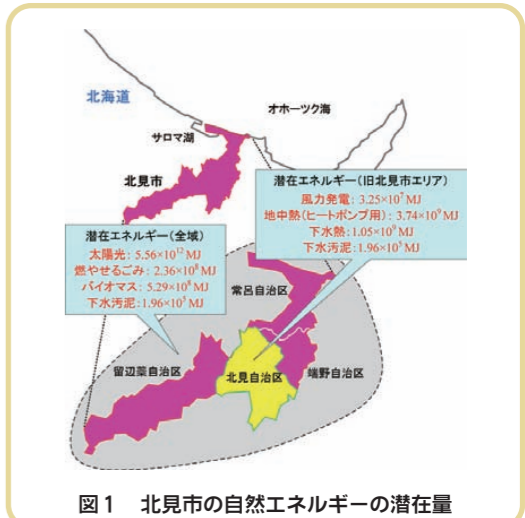 北海道
オホーツク海
サロマ湖
北見市
潜在エネルギー(旧北見市エリア)
風力発電:3.25×10⁷MJ
地中熱(ヒートポンプ用):3.74×10⁹MJ
下水熱:1.05×10⁹MJ
下水汚泥:1.96×10⁵MJ
潜在エネルギー(全域)
太陽光:5.56×10¹²MJ
燃やせるごみ:2.36×10⁸MJ
バイオマス:5.29×10⁸MJ
下水汚泥:1.96×10⁵MJ
常呂自治区
留辺蘂自治区
北見自治区
端野自治区
図1 北見市の自然エネルギーの潜在量